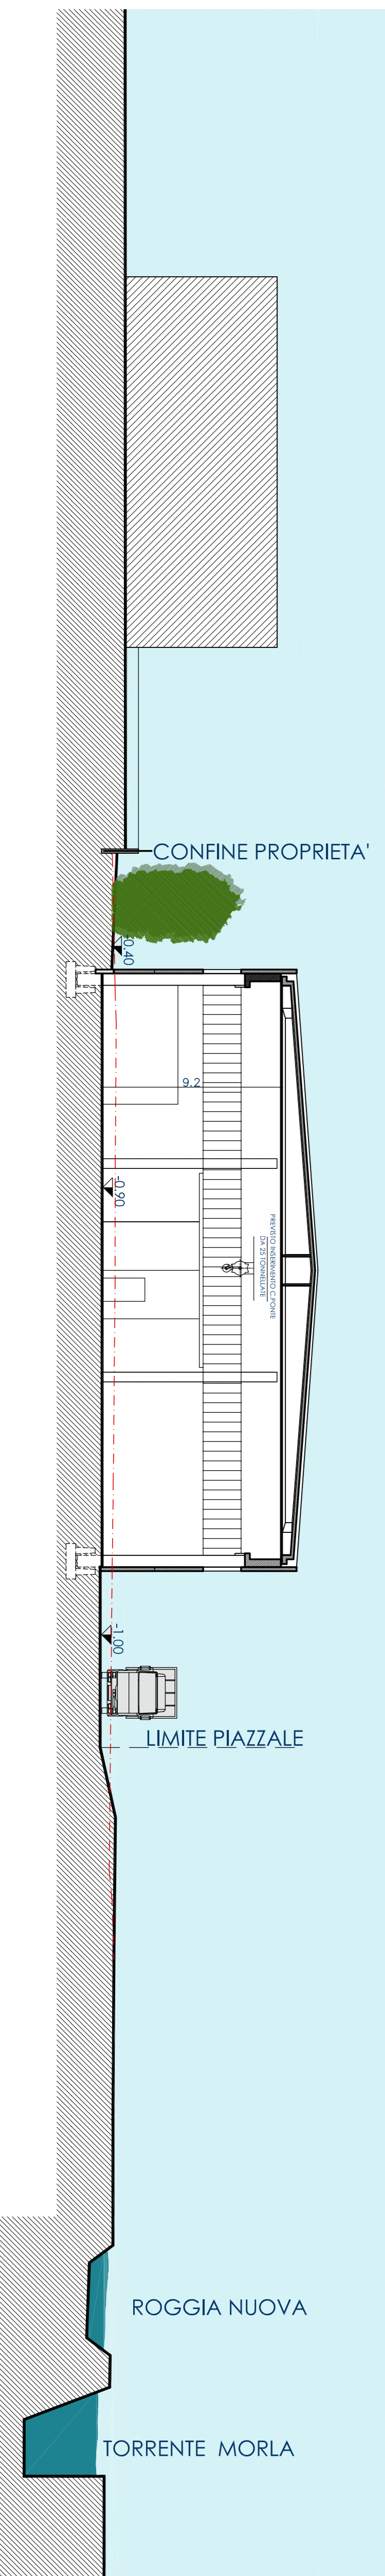 CONFINE PROPRIETA'
-0.40
9.2
-0.90
PREVISTO INSERIMENTO C.PONTE
DA 25 TONNELLATE
-1.00
LIMITE PIAZZALE
ROGGIA NUOVA
TORRENTE MORLA